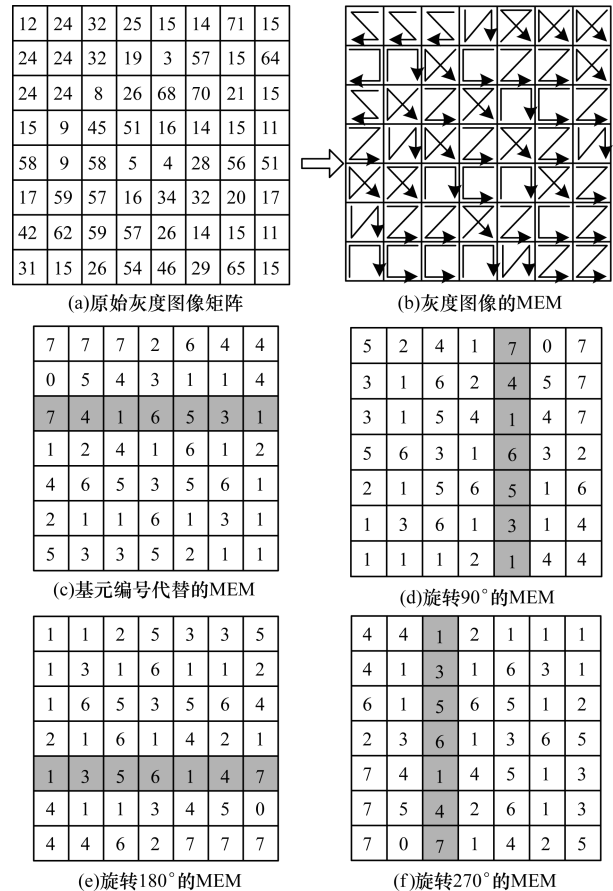 12 24 32 25 15 14 71 15
24 24 32 19 3 57 15 64
24 24 8 26 68 70 21 15
15 9 45 51 16 14 15 11
58 9 58 5 4 28 56 51
17 59 57 16 34 32 20 17
42 62 59 57 26 14 15 11
31 15 26 54 46 29 65 15
(a)原始灰度图像矩阵
(b)灰度图像的MEM
7 7 7 2 6 4 4
0 5 4 3 1 1 4
7 4 1 6 5 3 1
1 2 4 1 6 1 2
4 6 5 3 5 6 1
2 1 1 6 1 3 1
5 3 3 5 2 1 1
(c)基元编号代替的MEM
5 2 4 1 7 0 7
3 1 6 2 4 5 7
3 1 5 4 1 4 7
5 6 3 1 6 3 2
2 1 5 6 5 1 6
1 3 6 1 3 1 4
1 1 1 2 1 4 4
(d)旋转90°的MEM
1 1 2 5 3 3 5
1 3 1 6 1 1 2
1 6 5 3 5 6 4
2 1 6 1 4 2 1
1 3 5 6 1 4 7
4 1 1 3 4 5 0
4 4 6 2 7 7 7
(e)旋转180°的MEM
4 4 1 2 1 1 1
4 1 3 1 6 3 1
6 1 5 6 5 1 2
2 3 6 1 3 6 5
7 4 1 4 5 1 3
7 5 4 2 6 1 3
7 0 7 1 4 2 5
(f)旋转270°的MEM